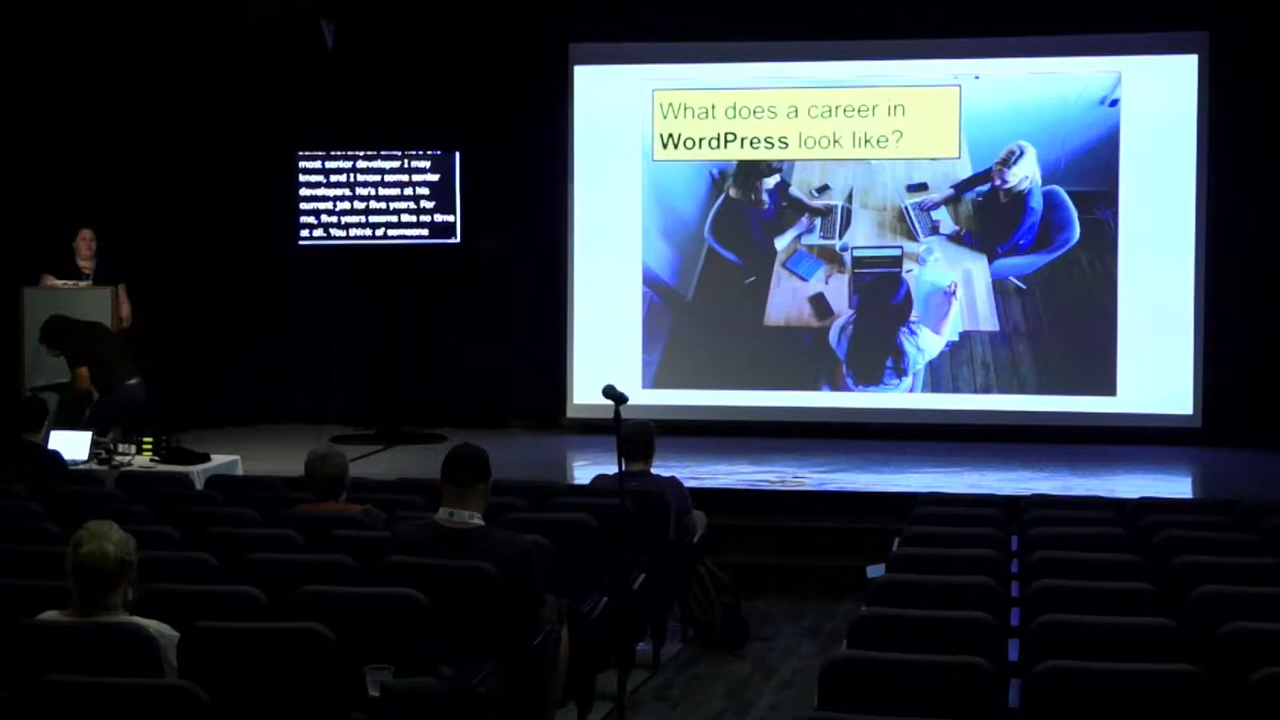 most senior developer I may
know, and I know some senior
developers. He's been at his
current job for five years. For
me, five years seems like no time
at all. You think of someone
What does a career in
WordPress look like?